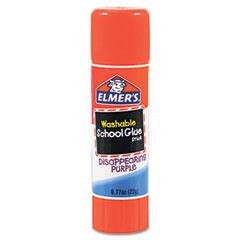 ELMER'S
Washable
School Glue
STICK
DISAPPEARING
PURPLE
0.77oz (22g)